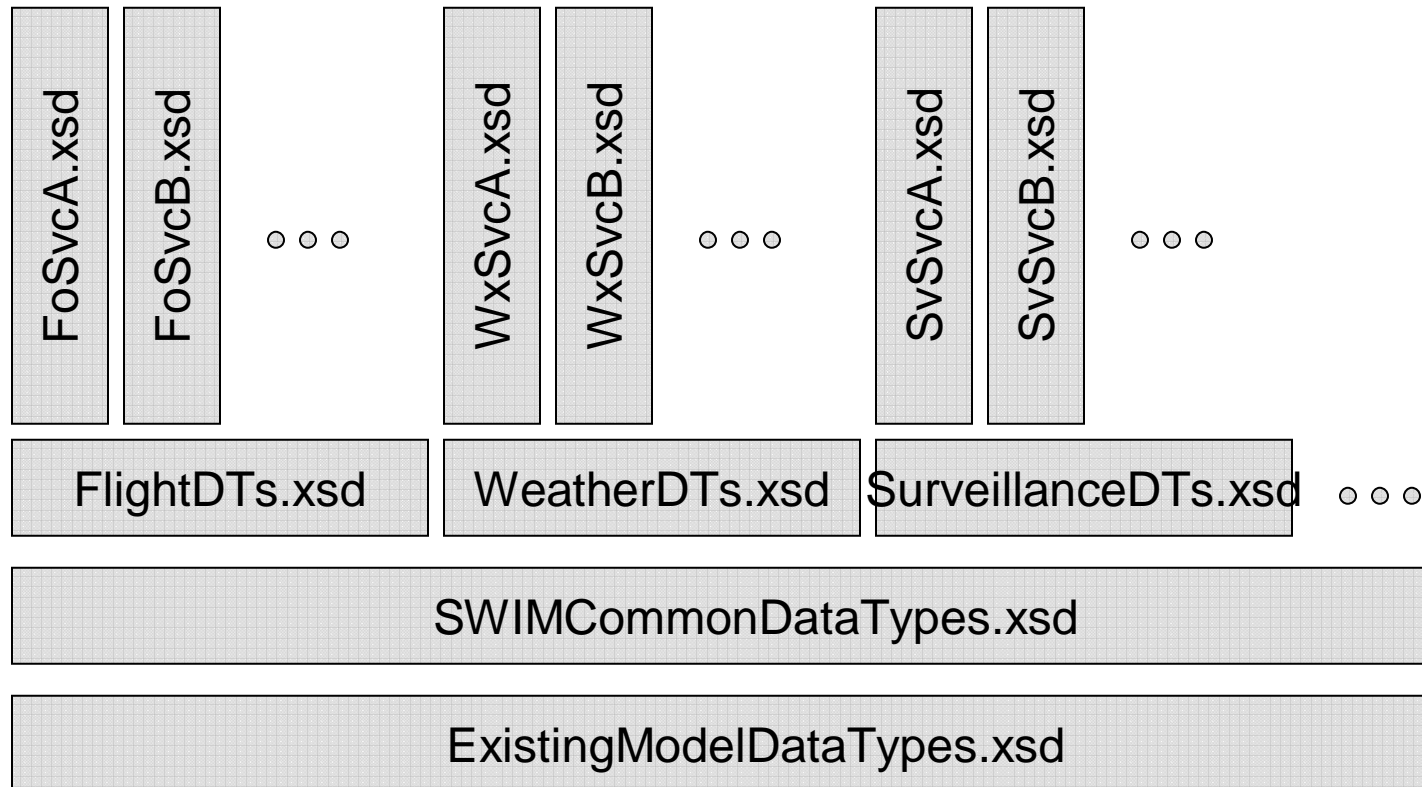 FoSvcA.xsd
FoSvcB.xsd
WxSvcA.xsd
WxSvcB.xsd
SvSvcA.xsd
SvSvcB.xsd
FlightDTs.xsd
WeatherDTs.xsd
SurveillanceDTs.xsd
SWIMCommonDataTypes.xsd
ExistingModelDataTypes.xsd